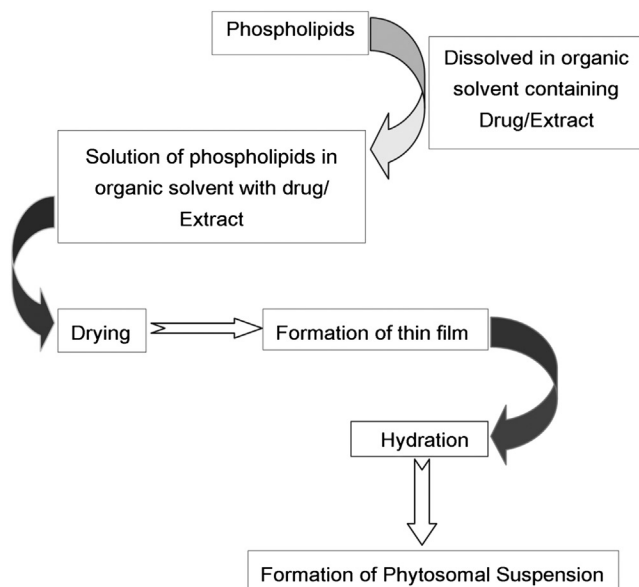 Phospholipids
Dissolved in organic
solvent containing
Drug/Extract
Solution of phospholipids in
organic solvent with drug/
Extract
Drying
Formation of thin film
Hydration
Formation of Phytosomal Suspension